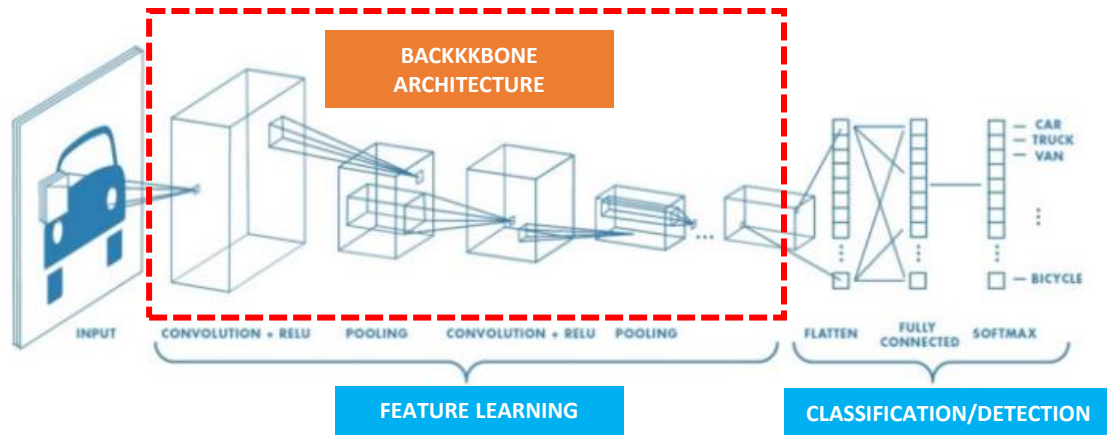 BACKKKBONE
ARCHITECTURE
CAR
TRUCK
VAN
BICYCLE
INPUT
CONVOLUTION + RELU
POOLING
CONVOLUTION + RELU
POOLING
FLATTEN
FULLY
CONNECTED
SOFTMAX
FEATURE LEARNING
CLASSIFICATION/DETECTION